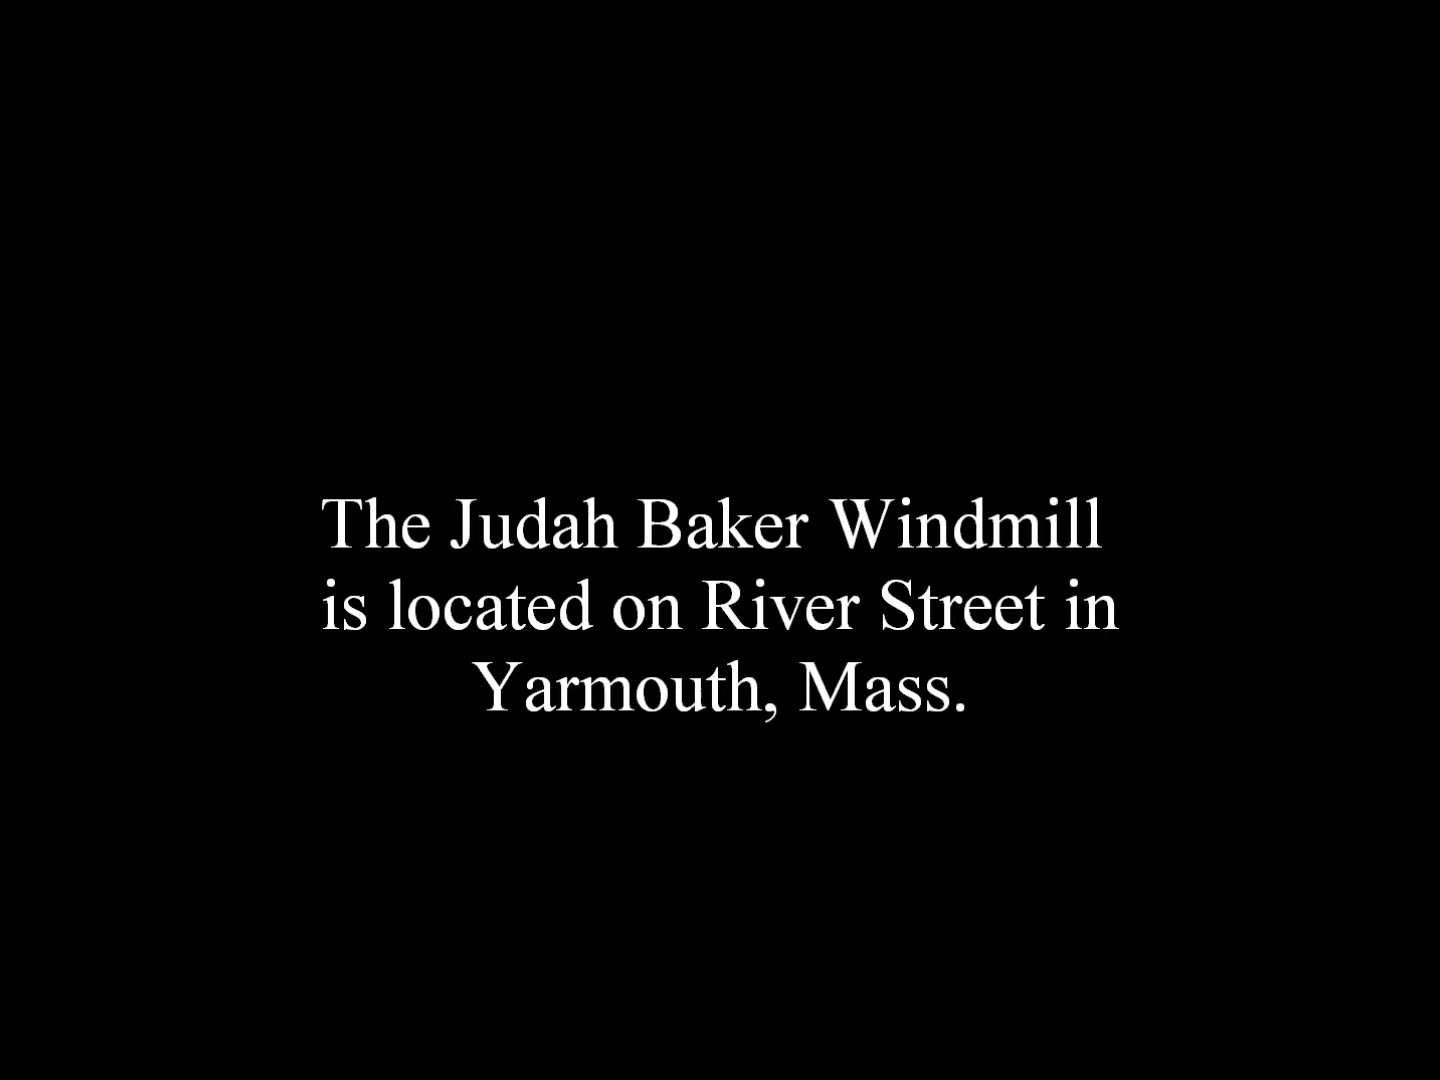 The Judah Baker Windmill
is located on River Street in
Yarmouth, Mass.